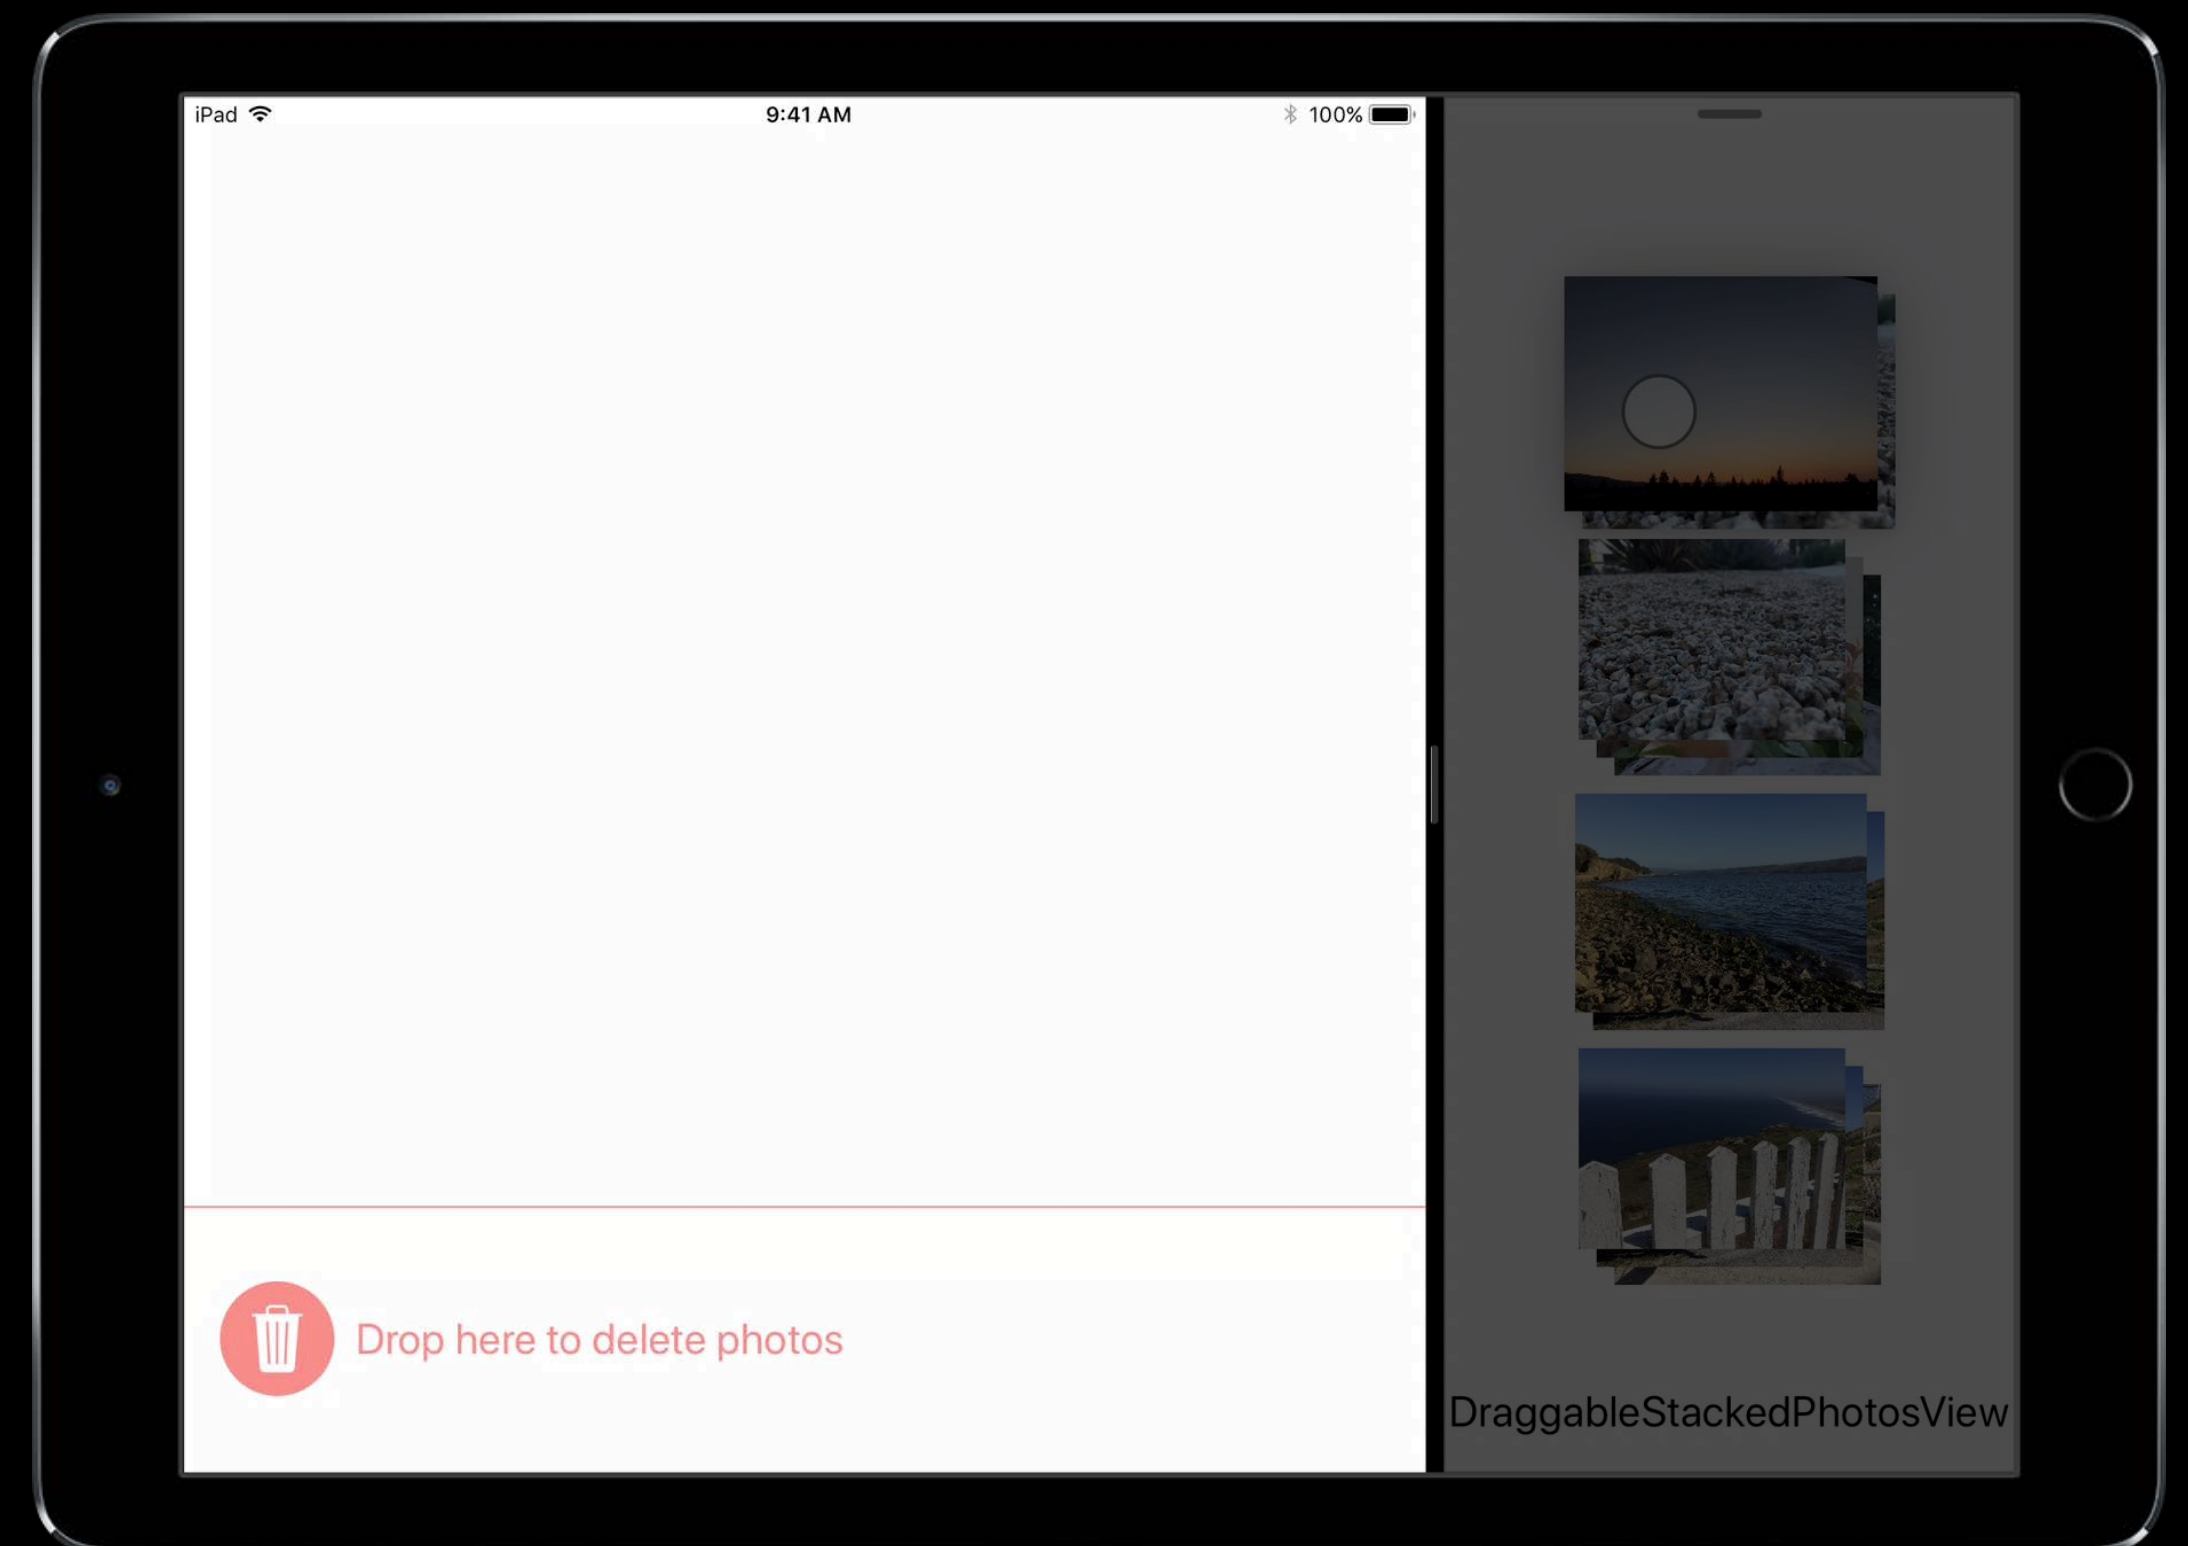 iPad
9:41 AM
100%
Drop here to delete photos
DraggableStackedPhotosView